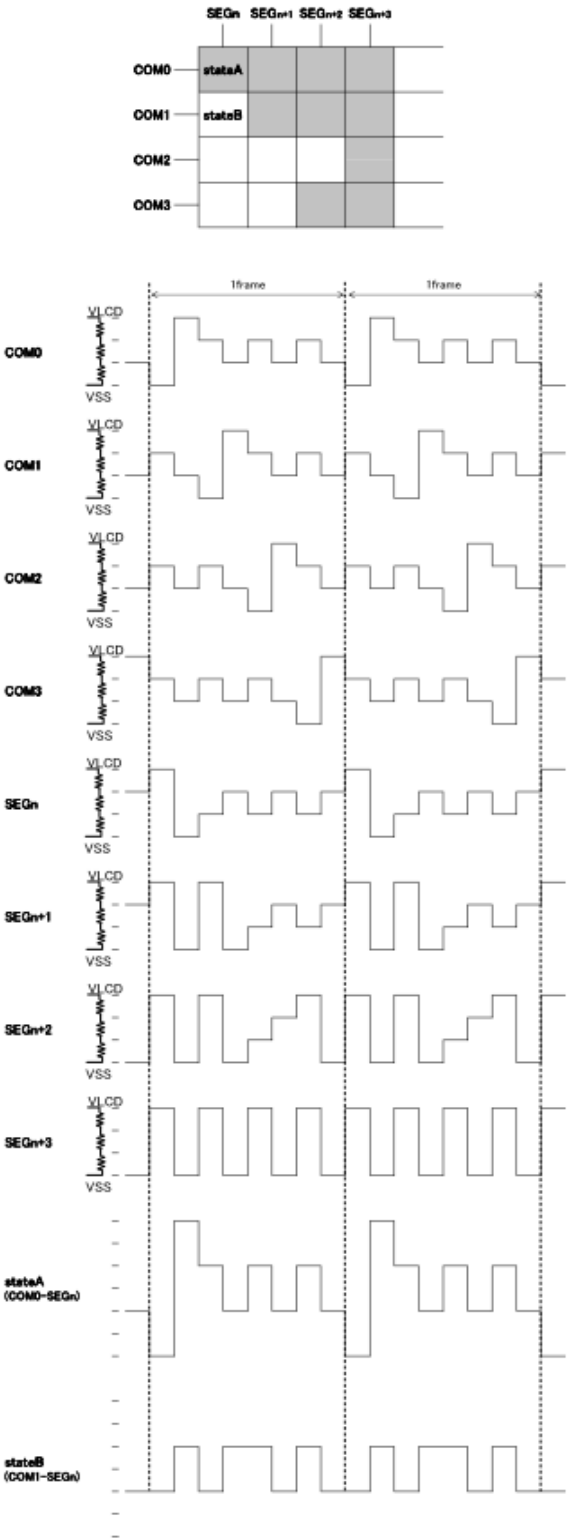 SEGn SEGn+1 SEGn+2 SEGn+3
COM0 stateA
COM1 stateB
COM2
COM3
1frame 1frame
VLCD
COM0
VSS
VLCD
COM1
VSS
VLCD
COM2
VSS
VLCD
COM3
VSS
VLCD
SEGn
VSS
VLCD
SEGn+1
VSS
VLCD
SEGn+2
VSS
VLCD
SEGn+3
VSS
stateA
(COM0-SEGn)
stateB
(COM1-SEGn)